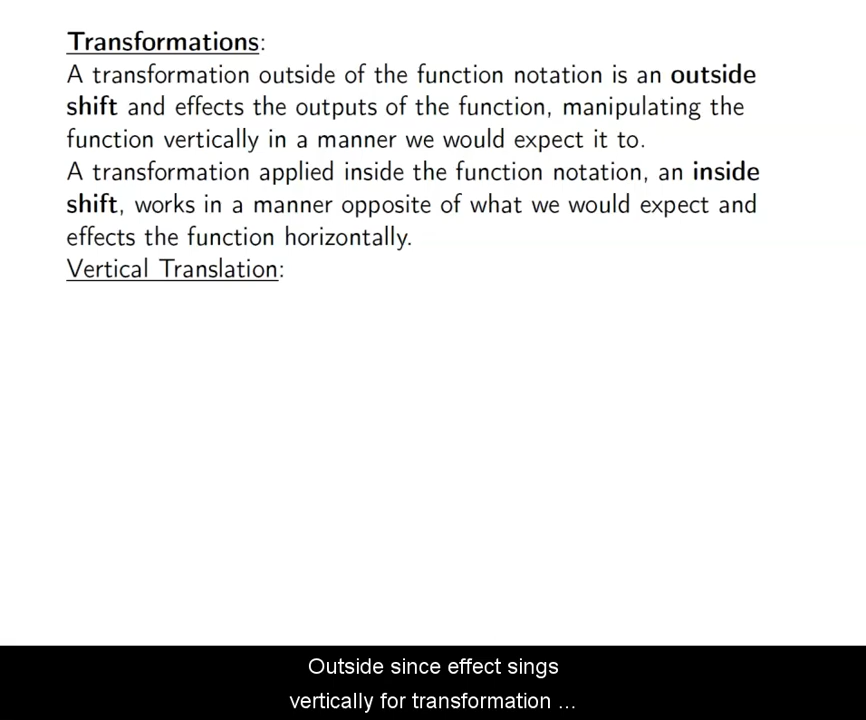 Transformations:
A transformation outside of the function notation is an outside
shift and effects the outputs of the function, manipulating the
function vertically in a manner we would expect it to.
A transformation applied inside the function notation, an inside
shift, works in a manner opposite of what we would expect and
effects the function horizontally.
Vertical Translation:
Outside since effect sings
vertically for transformation ...